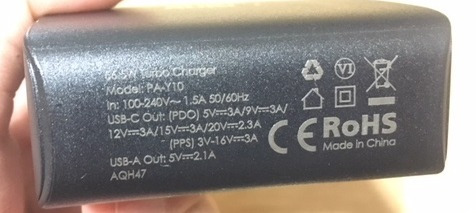 56.5W Turbo Charger
Model: PA-Y10
In: 100-240V~ 1.5A 50/60Hz
USB-C Out: (PDO) 5V⎓3A/9V⎓3A/
12V⎓3A/15V⎓3A/20V⎓2.3A
(PPS) 3V-16V⎓3A
USB-A Out: 5V⎓2.1A
AQH47
VI
CE RoHS
Made in China